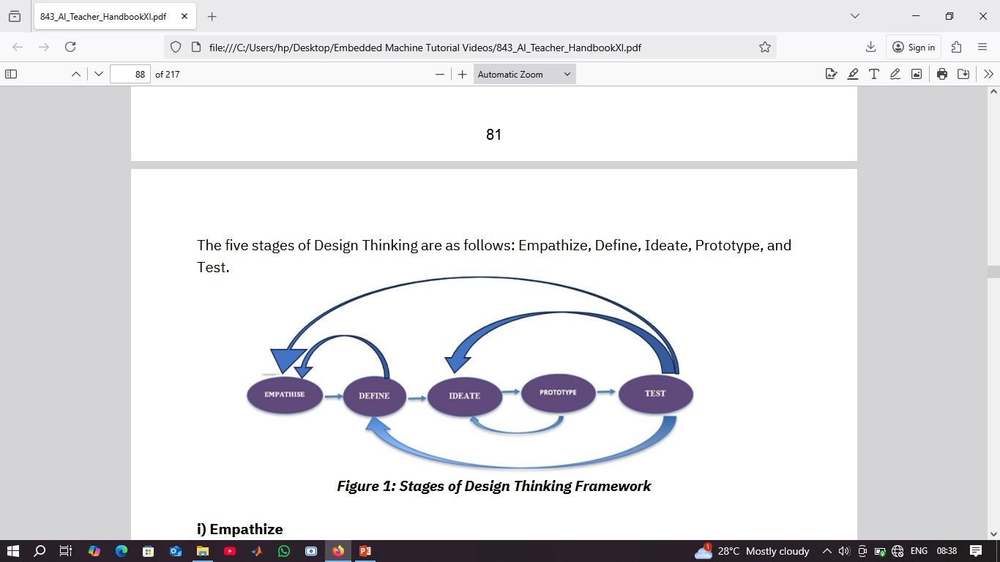 843_AI_Teacher_HandbookXI.pdf
file:///C:/Users/hp/Desktop/Embedded Machine Tutorial Videos/843_AI_Teacher_HandbookXI.pdf
Sign in
88 of 217
Automatic Zoom
81
The five stages of Design Thinking are as follows: Empathize, Define, Ideate, Prototype, and
Test.
EMPATHISE DEFINE IDEATE PROTOTYPE TEST
Figure 1: Stages of Design Thinking Framework
i) Empathize
1 28°C Mostly cloudy ENG 08:38